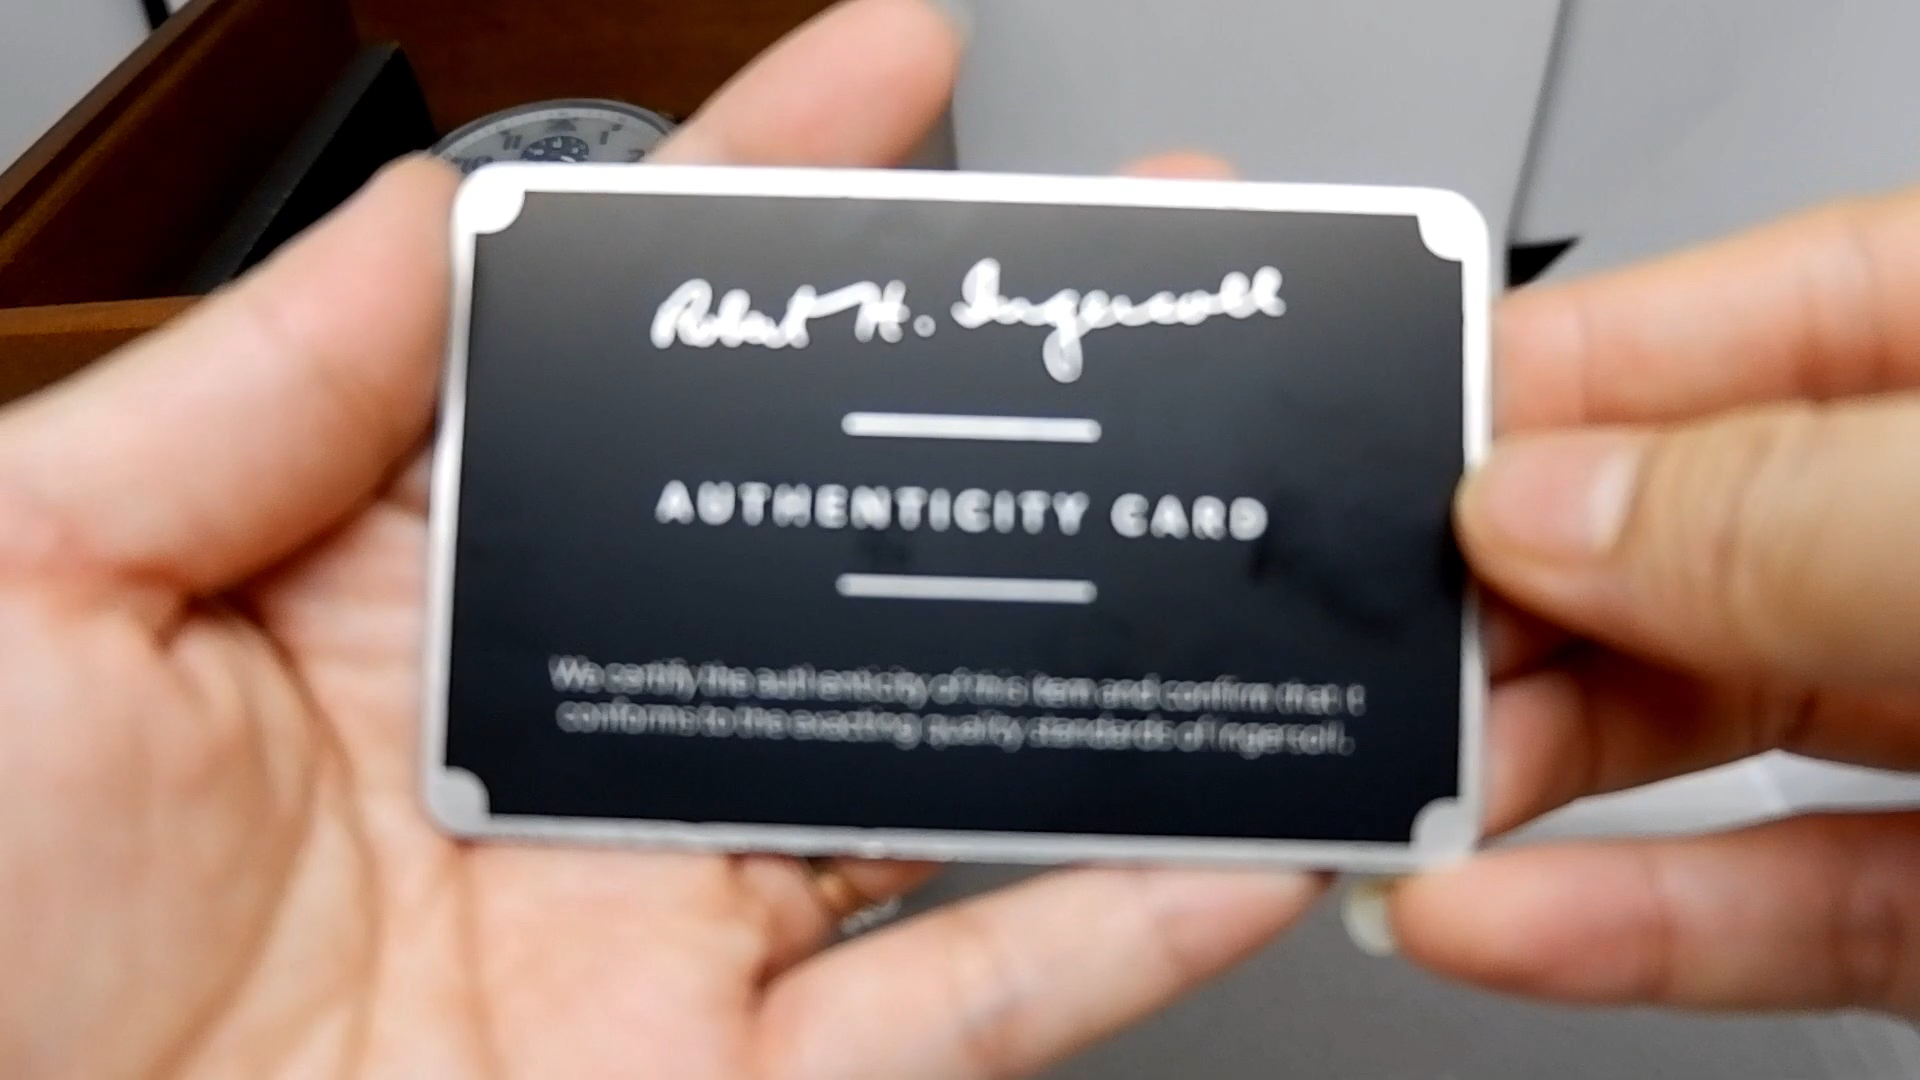 Robert H. Ingersoll
AUTHENTICITY CARD
We certify the authenticity of this item and confirm that it
conforms to the exacting quality standards of Ingersoll.